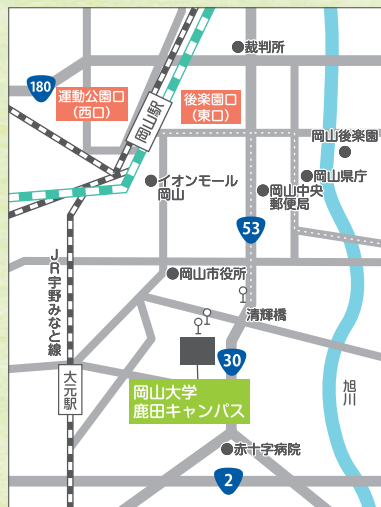 裁判所
180
運動公園口
（西口）
岡山駅
後楽園口
（東口）
岡山後楽園
岡山県庁
イオンモール
岡山
岡山中央
郵便局
53
JR宇野みなと線
岡山市役所
清輝橋
30
大元駅
岡山大学
鹿田キャンパス
旭川
赤十字病院
2